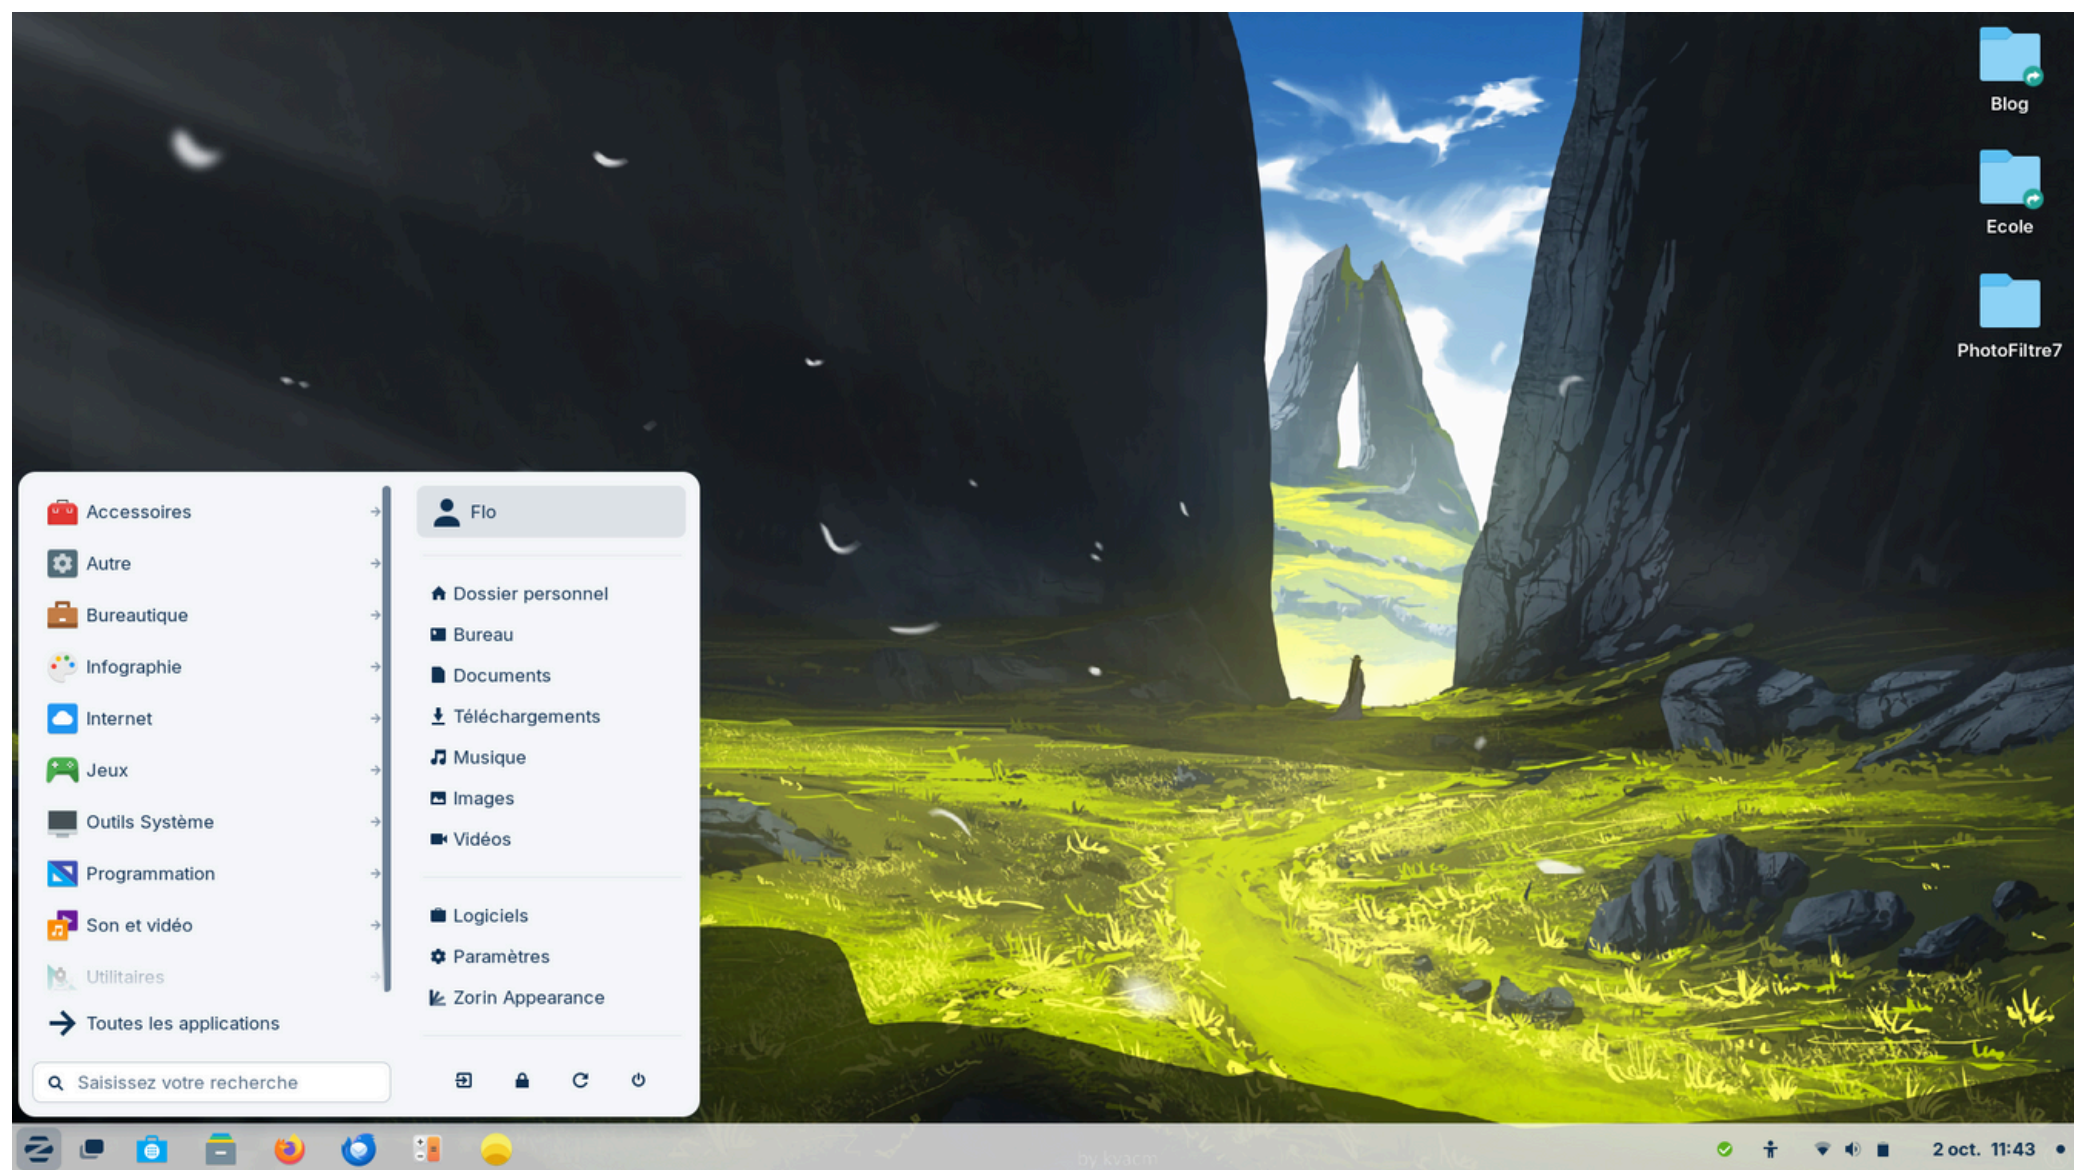 Blog
Ecole
PhotoFiltre7
Accessoires
Autre
Bureautique
Infographie
Internet
Jeux
Outils Système
Programmation
Son et vidéo
Utilitaires
Toutes les applications
Saisissez votre recherche
Flo
Dossier personnel
Bureau
Documents
Téléchargements
Musique
Images
Vidéos
Logiciels
Paramètres
Zorin Appearance
by kvacm
2 oct. 11:43